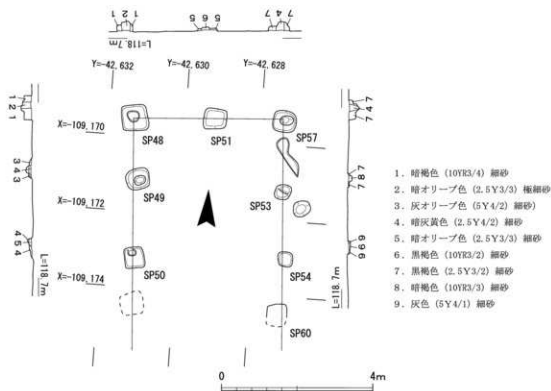 1 2 1
1 5 6 5
7 4 7
L=118.7m
Y=-42,632
Y=-42,630
Y=-42,628
1 2 1
7 4 7
X=-109,170
SP48
SP51
SP57
3 4 3
SP49
SP53
7 8 7
X=-109,172
4 5 4
SP50
SP54
9 6 9
X=-109,174
L=118.7m
L=118.7m
SP60
1. 暗褐色 (10YR3/4) 細砂
2. 暗オリーブ色 (2.5Y3/3) 極細砂
3. 灰オリーブ色 (5Y4/2) 細砂)
4. 暗灰黄色 (2.5Y4/2) 細砂
5. 暗オリーブ色 (2.5Y3/3) 細砂
6. 黒褐色 (10YR3/2) 細砂
7. 黒褐色 (2.5Y3/2) 細砂
8. 暗褐色 (10YR3/3) 細砂
9. 灰色 (5Y4/1) 細砂
0
4m